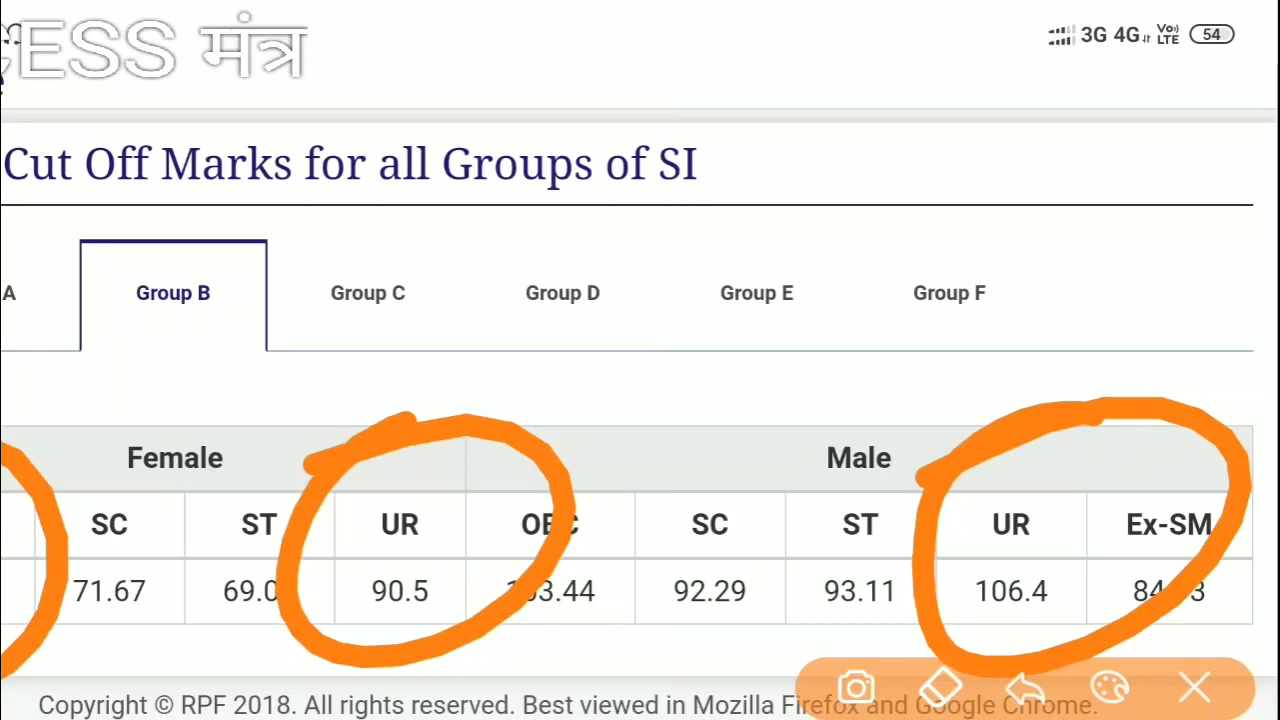 ESS मंत्र
3G 4G VoLTE 54
Cut Off Marks for all Groups of SI
A Group B Group C Group D Group E Group F
Female Male
SC ST UR OBC SC ST UR Ex-SM
71.67 90.5 92.29 93.11 106.4
Copyright © RPF 2018. All rights reserved. Best viewed in Mozilla Firefox and Google Chrome.